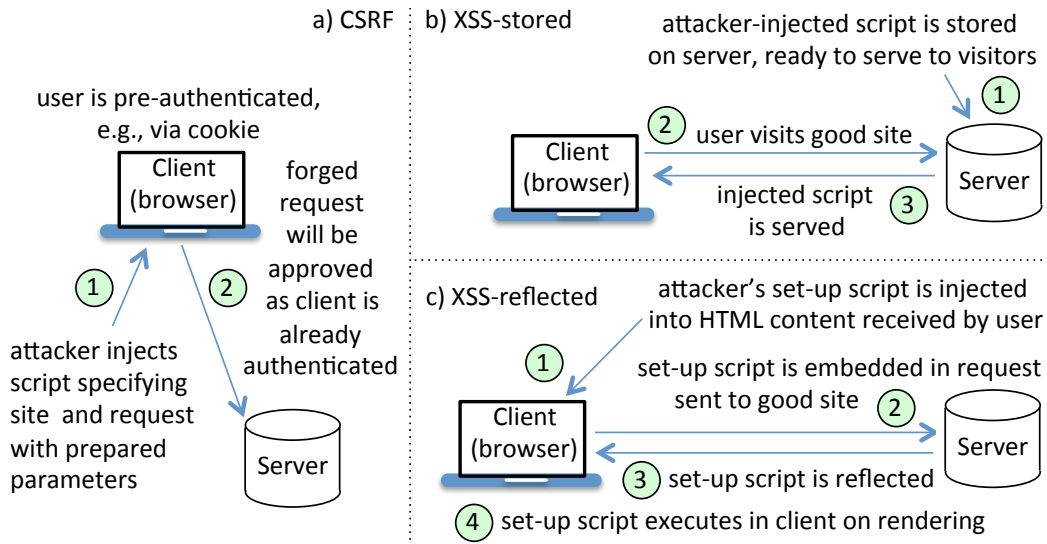 a) CSRF
user is pre-authenticated,
e.g., via cookie
Client
(browser)
forged
request
will be
approved
as client is
already
authenticated
1
2
attacker injects
script specifying
site and request
with prepared
parameters
Server
b) XSS-stored
attacker-injected script is stored
on server, ready to serve to visitors
1
2
user visits good site
Client
(browser)
Server
injected script
is served
3
c) XSS-reflected
attacker's set-up script is injected
into HTML content received by user
1
set-up script is embedded in request
sent to good site
2
Client
(browser)
Server
3 set-up script is reflected
4 set-up script executes in client on rendering